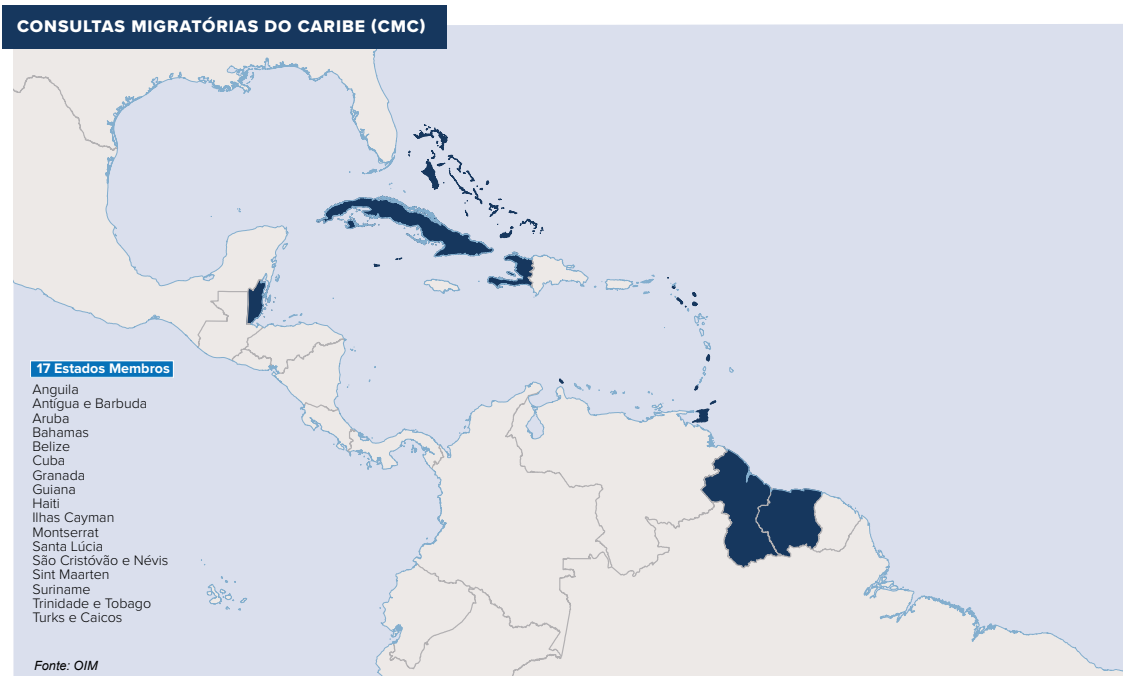 CONSULTAS MIGRATÓRIAS DO CARIBE (CMC)
17 Estados Membros
Anguila
Antígua e Barbuda
Aruba
Bahamas
Belize
Cuba
Granada
Guiana
Haiti
Ilhas Cayman
Montserrat
Santa Lúcia
São Cristóvão e Névis
Sint Maarten
Suriname
Trinidade e Tobago
Turks e Caicos
Fonte: OIM